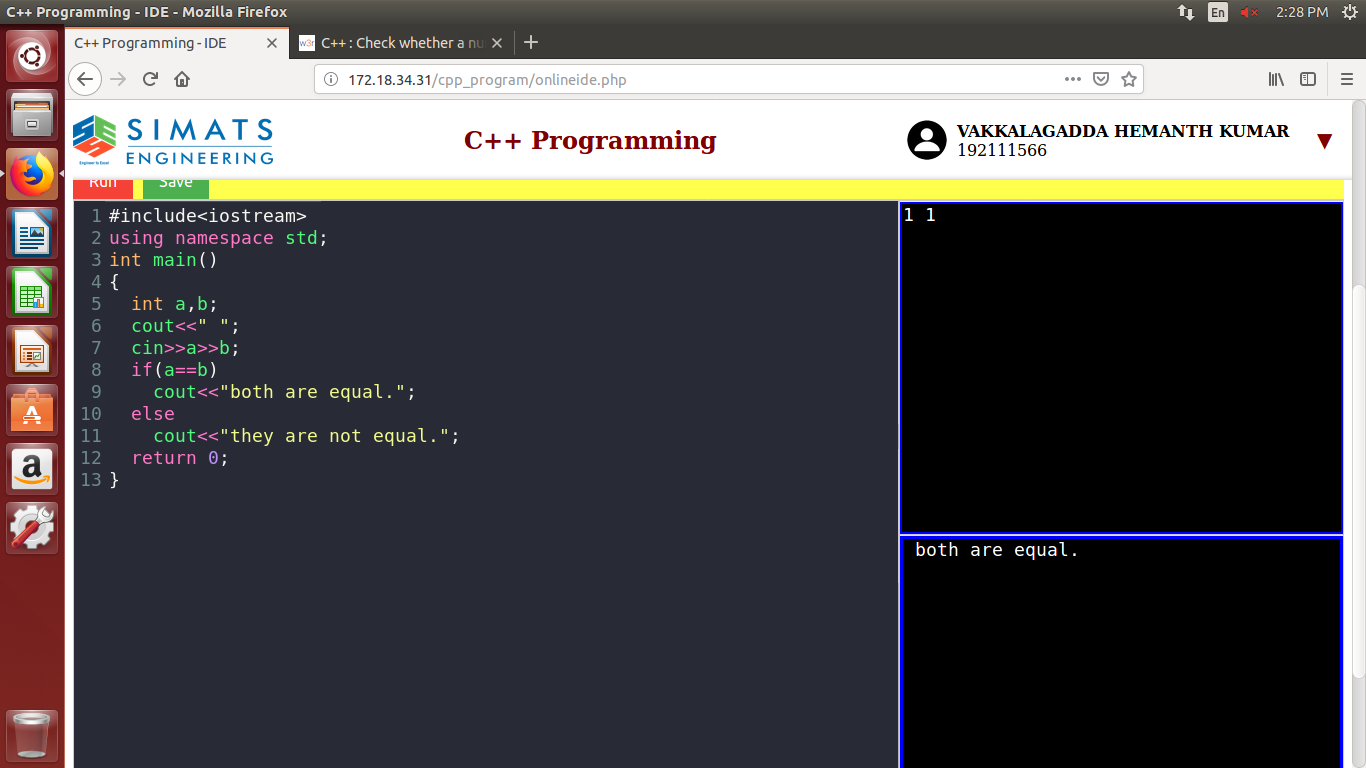 C++ Programming - IDE - Mozilla Firefox
En
2:28 PM
C++ Programming - IDE
w3r
C++ : Check whether a nu
172.18.34.31/cpp_program/onlineide.php
SIMATS
ENGINEERING
Engineer to Excel
C++ Programming
VAKKALAGADDA HEMANTH KUMAR
192111566
Run
Save
1 #include<iostream>
2 using namespace std;
3 int main()
4 {
5   int a,b;
6   cout<<" ";
7   cin>>a>>b;
8   if(a==b)
9     cout<<"both are equal.";
10   else
11     cout<<"they are not equal.";
12   return 0;
13 }
1 1
both are equal.